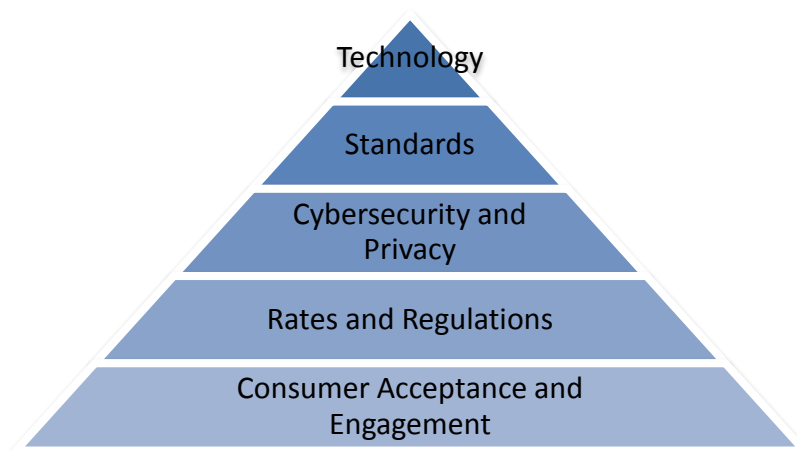 Technology
Standards
Cybersecurity and
Privacy
Rates and Regulations
Consumer Acceptance and
Engagement